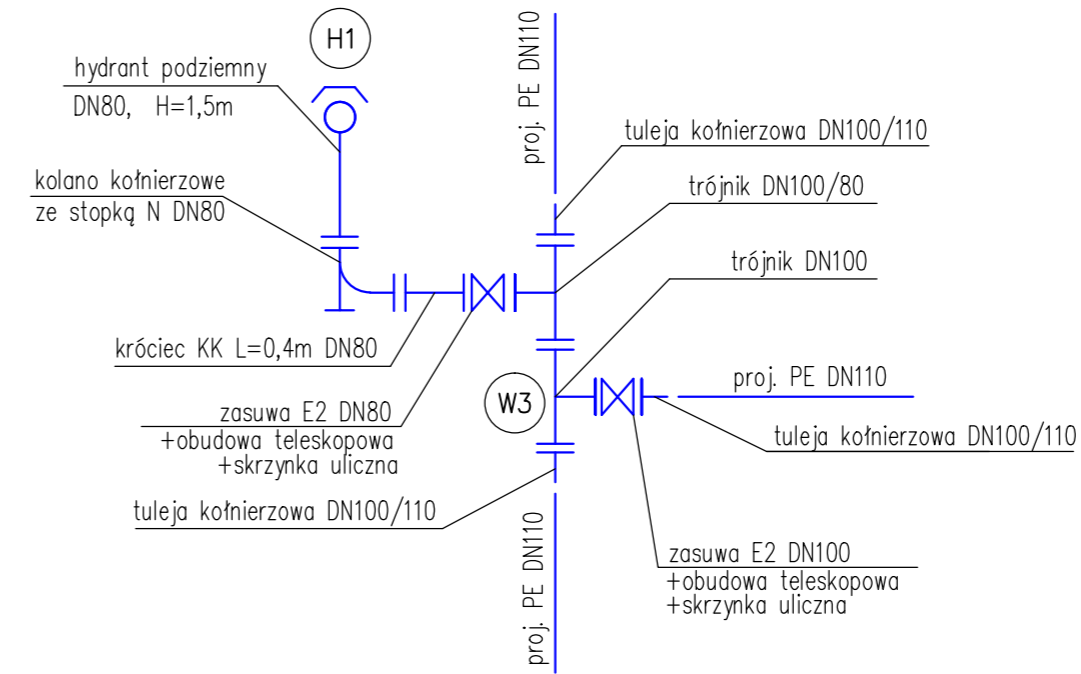 H1
hydrant podziemny
DN80, H=1,5m
proj. PE DN110
tuleja kołnierzowa DN100/110
kolano kołnierzowe
ze stopką N DN80
trójnik DN100/80
trójnik DN100
króciec KK L=0,4m DN80
W3
proj. PE DN110
zasuwa E2 DN80
+obudowa teleskopowa
+skrzynka uliczna
tuleja kołnierzowa DN100/110
tuleja kołnierzowa DN100/110
proj. PE DN110
zasuwa E2 DN100
+obudowa teleskopowa
+skrzynka uliczna